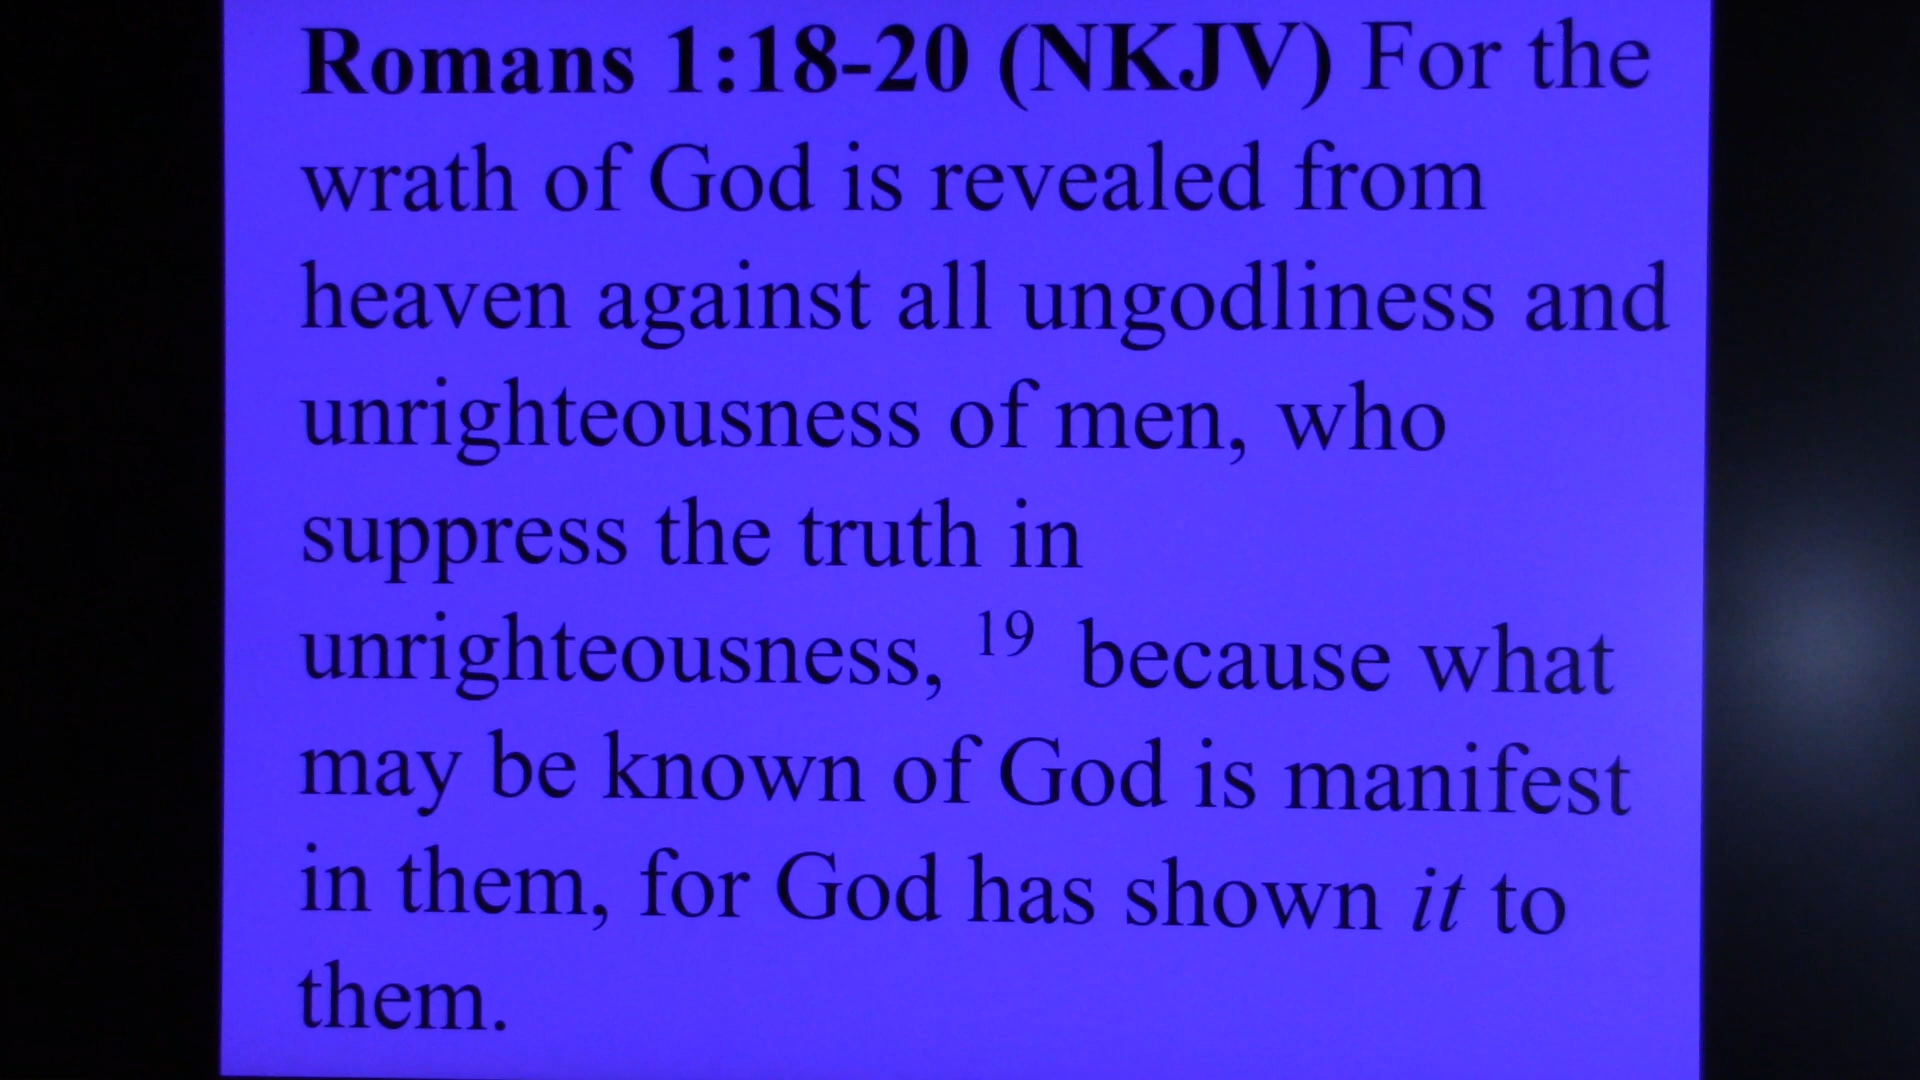 Romans 1:18-20 (NKJV) For the
wrath of God is revealed from
heaven against all ungodliness and
unrighteousness of men, who
suppress the truth in
unrighteousness, 19 because what
may be known of God is manifest
in them, for God has shown it to
them.